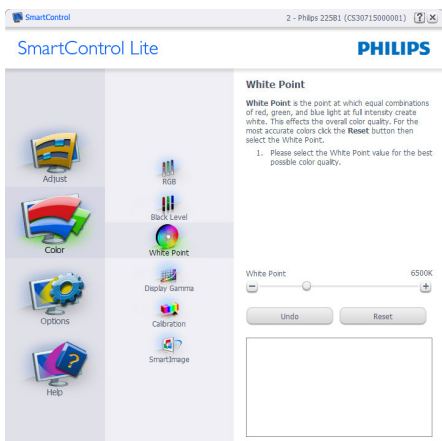 SmartControl
2 - Philips 225B1 (CS30715000001)
SmartControl Lite
PHILIPS
Adjust
Color
Options
Help
RGB
Black Level
White Point
Display Gamma
Calibration
SmartImage
White Point
White Point is the point at which equal combinations
of red, green, and blue light at full intensity create
white. This effects the overall color quality. For the
most accurate colors click the Reset button then
select the White Point.
1. Please select the White Point value for the best
possible color quality.
White Point 6500K
Undo Reset